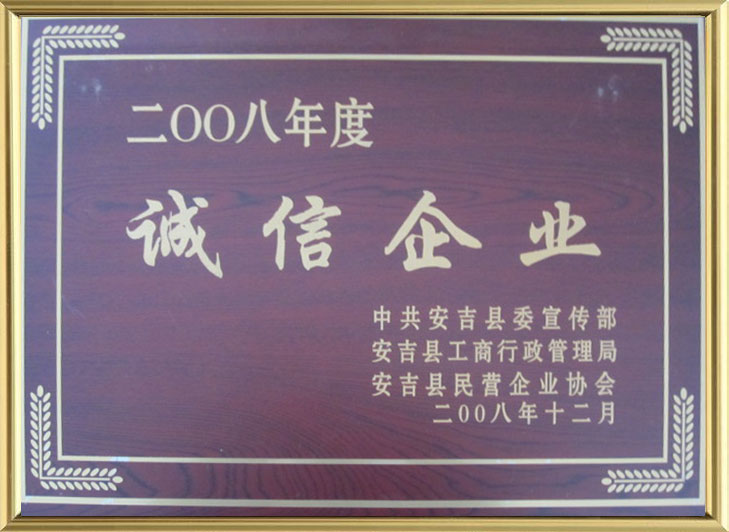 二OO八年度
诚信企业
中共安吉县委宣传部
安吉县工商行政管理局
安吉县民营企业协会
二OO八年十二月